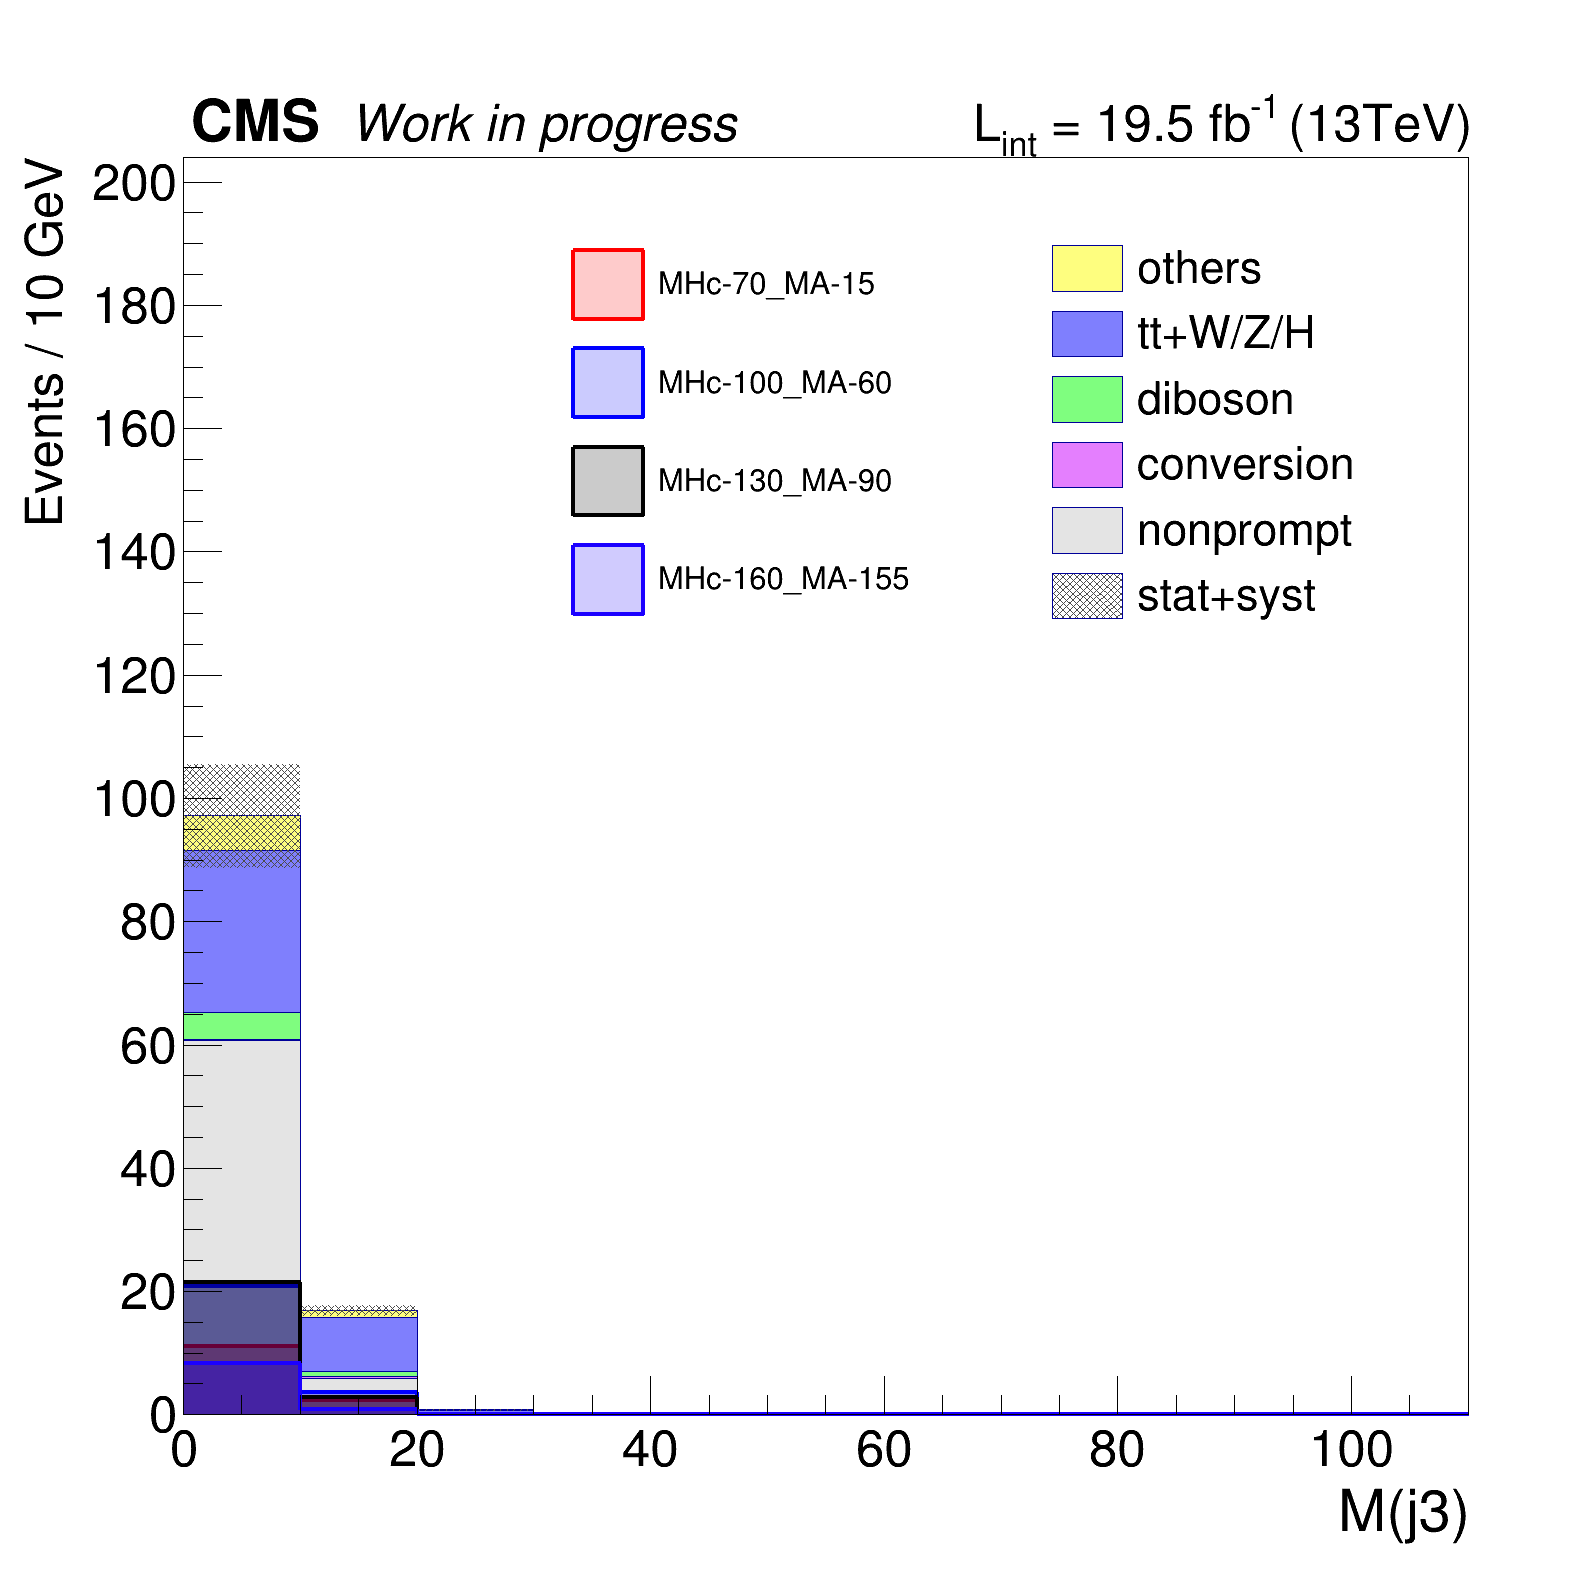 CMS Work in progress
L_int = 19.5 fb^-1 (13TeV)
Events / 10 GeV
200
180
160
140
120
100
80
60
40
20
0
MHc-70_MA-15
MHc-100_MA-60
MHc-130_MA-90
MHc-160_MA-155
others
tt+W/Z/H
diboson
conversion
nonprompt
stat+syst
0 20 40 60 80 100
M(j3)